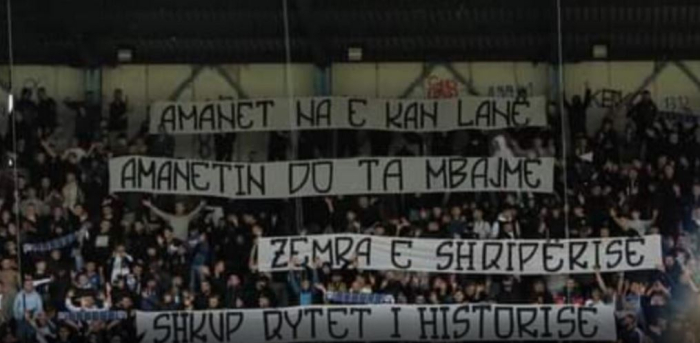 AMANET NA E KAN LANË
AMANETIN DO TA MBAJMË
ZEMRA E SHQIPËRISË
SHKUP QYTET I HISTORISË